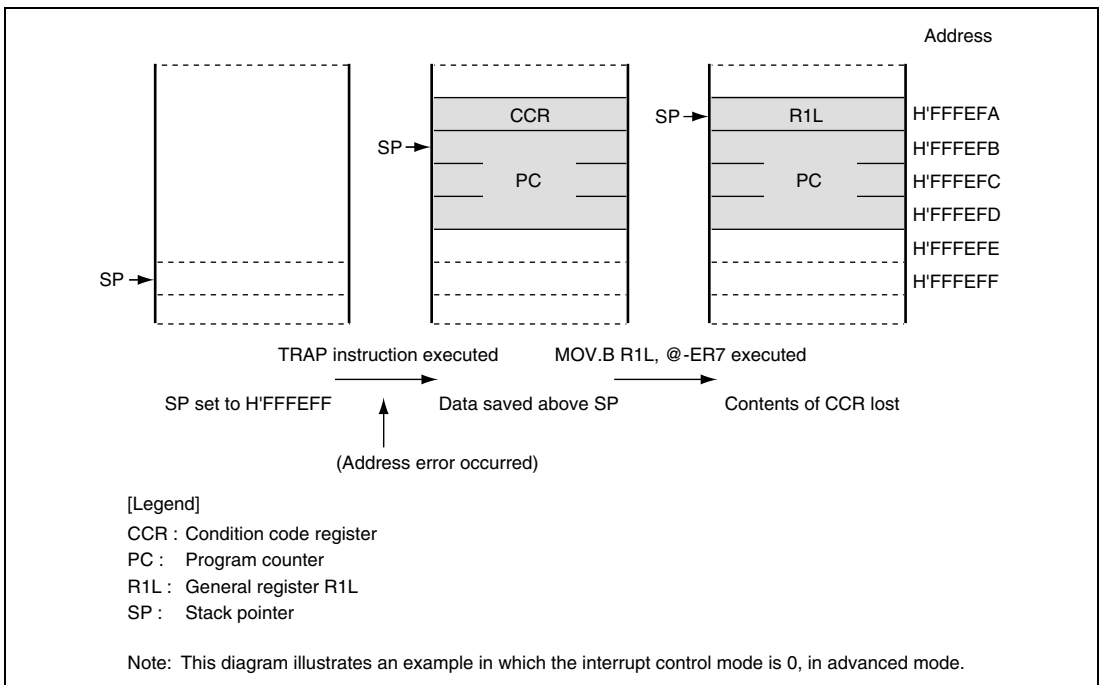 Address
CCR
SP
R1L
H'FFFEFA
SP
H'FFFEFB
PC
PC
H'FFFEFC
H'FFFEFD
H'FFFEFE
SP
H'FFFEFF
TRAP instruction executed
MOV.B R1L, @-ER7 executed
SP set to H'FFFEFF
Data saved above SP
Contents of CCR lost
(Address error occurred)
[Legend]
CCR : Condition code register
PC : Program counter
R1L : General register R1L
SP : Stack pointer
Note: This diagram illustrates an example in which the interrupt control mode is 0, in advanced mode.